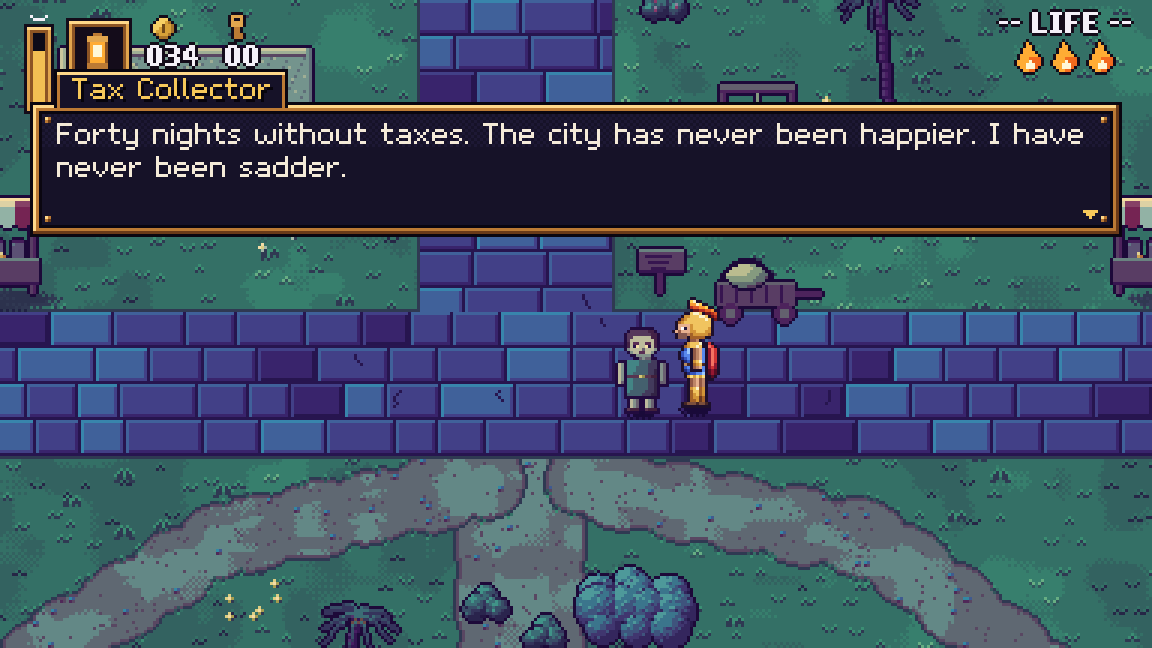 -- LIFE --
034 00
Tax Collector
Forty nights without taxes. The city has never been happier. I have
never been sadder.